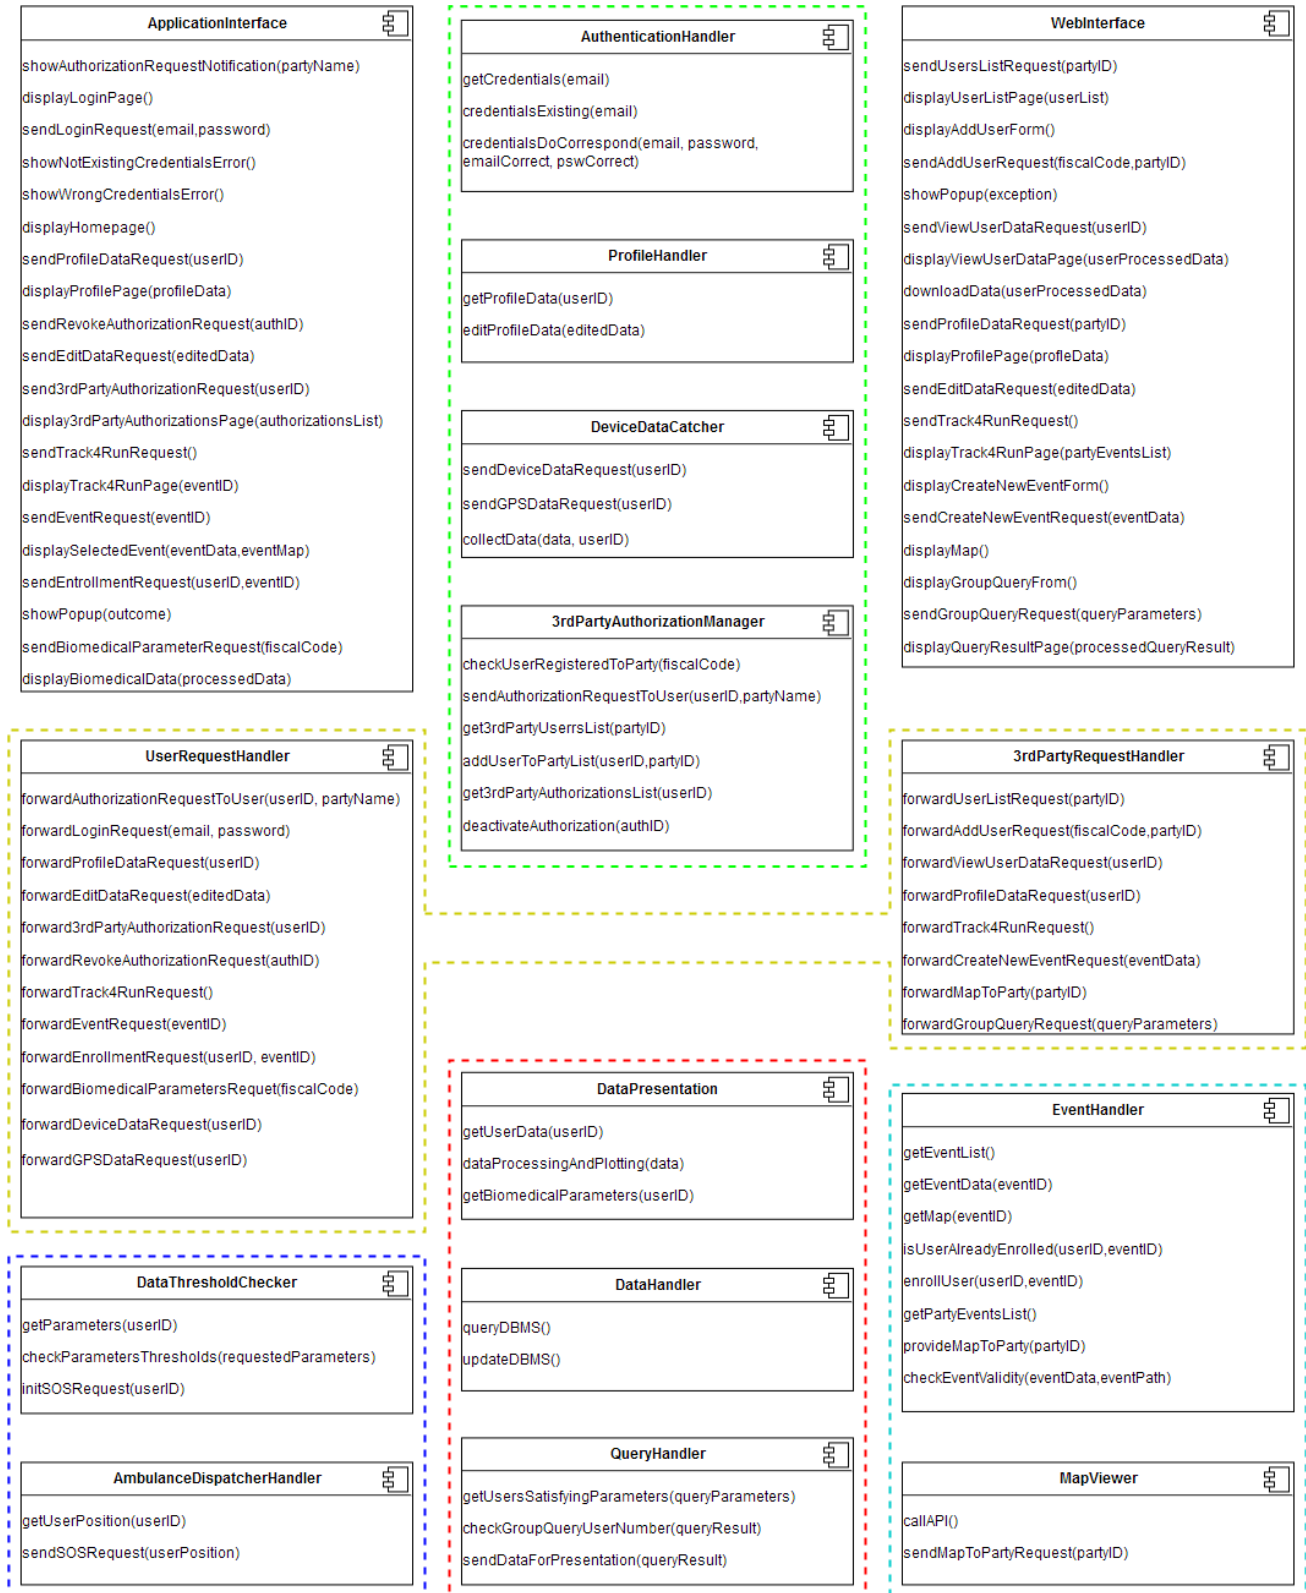 ApplicationInterface
showAuthorizationRequestNotification(partyName)
displayLoginPage()
sendLoginRequest(email,password)
showNotExistingCredentialsError()
showWrongCredentialsError()
displayHomepage()
sendProfileDataRequest(userID)
displayProfilePage(profileData)
sendRevokeAuthorizationRequest(authID)
sendEditDataRequest(editedData)
send3rdPartyAuthorizationRequest(userID)
display3rdPartyAuthorizationsPage(authorizationsList)
sendTrack4RunRequest()
displayTrack4RunPage(eventID)
sendEventRequest(eventID)
displaySelectedEvent(eventData,eventMap)
sendEntrollmentRequest(userID,eventID)
showPopup(outcome)
sendBiomedicalParameterRequest(fiscalCode)
displayBiomedicalData(processedData)
AuthenticationHandler
getCredentials(email)
credentialsExisting(email)
credentialsDoCorrespond(email, password,
emailCorrect, pswCorrect)
ProfileHandler
getProfileData(userID)
editProfileData(editedData)
DeviceDataCatcher
sendDeviceDataRequest(userID)
sendGPSDataRequest(userID)
collectData(data, userID)
3rdPartyAuthorizationManager
checkUserRegisteredToParty(fiscalCode)
sendAuthorizationRequestToUser(userID,partyName)
get3rdPartyUserrsList(partyID)
addUserToPartyList(userID,partyID)
get3rdPartyAuthorizationsList(userID)
deactivateAuthorization(authID)
WebInterface
sendUsersListRequest(partyID)
displayUserListPage(userList)
displayAddUserForm()
sendAddUserRequest(fiscalCode,partyID)
showPopup(exception)
sendViewUserDataRequest(userID)
displayViewUserDataPage(userProcessedData)
downloadData(userProcessedData)
sendProfileDataRequest(partyID)
displayProfilePage(profleData)
sendEditDataRequest(editedData)
sendTrack4RunRequest()
displayTrack4RunPage(partyEventsList)
displayCreateNewEventForm()
sendCreateNewEventRequest(eventData)
displayMap()
displayGroupQueryFrom()
sendGroupQueryRequest(queryParameters)
displayQueryResultPage(processedQueryResult)
UserRequestHandler
forwardAuthorizationRequestToUser(userID, partyName)
forwardLoginRequest(email, password)
forwardProfileDataRequest(userID)
forwardEditDataRequest(editedData)
forward3rdPartyAuthorizationRequest(userID)
forwardRevokeAuthorizationRequest(authID)
forwardTrack4RunRequest()
forwardEventRequest(eventID)
forwardEnrollmentRequest(userID, eventID)
forwardBiomedicalParametersRequet(fiscalCode)
forwardDeviceDataRequest(userID)
forwardGPSDataRequest(userID)
3rdPartyRequestHandler
forwardUserListRequest(partyID)
forwardAddUserRequest(fiscalCode,partyID)
forwardViewUserDataRequest(userID)
forwardProfileDataRequest(userID)
forwardTrack4RunRequest()
forwardCreateNewEventRequest(eventData)
forwardMapToParty(partyID)
forwardGroupQueryRequest(queryParameters)
DataThresholdChecker
getParameters(userID)
checkParametersThresholds(requestedParameters)
initSOSRequest(userID)
AmbulanceDispatcherHandler
getUserPosition(userID)
sendSOSRequest(userPosition)
DataPresentation
getUserData(userID)
dataProcessingAndPlotting(data)
getBiomedicalParameters(userID)
DataHandler
queryDBMS()
updateDBMS()
QueryHandler
getUsersSatisfyingParameters(queryParameters)
checkGroupQueryUserNumber(queryResult)
sendDataForPresentation(queryResult)
EventHandler
getEventList()
getEventData(eventID)
getMap(eventID)
isUserAlreadyEnrolled(userID,eventID)
enrollUser(userID,eventID)
getPartyEventsList()
provideMapToParty(partyID)
checkEventValidity(eventData,eventPath)
MapViewer
callAPI()
sendMapToPartyRequest(partyID)